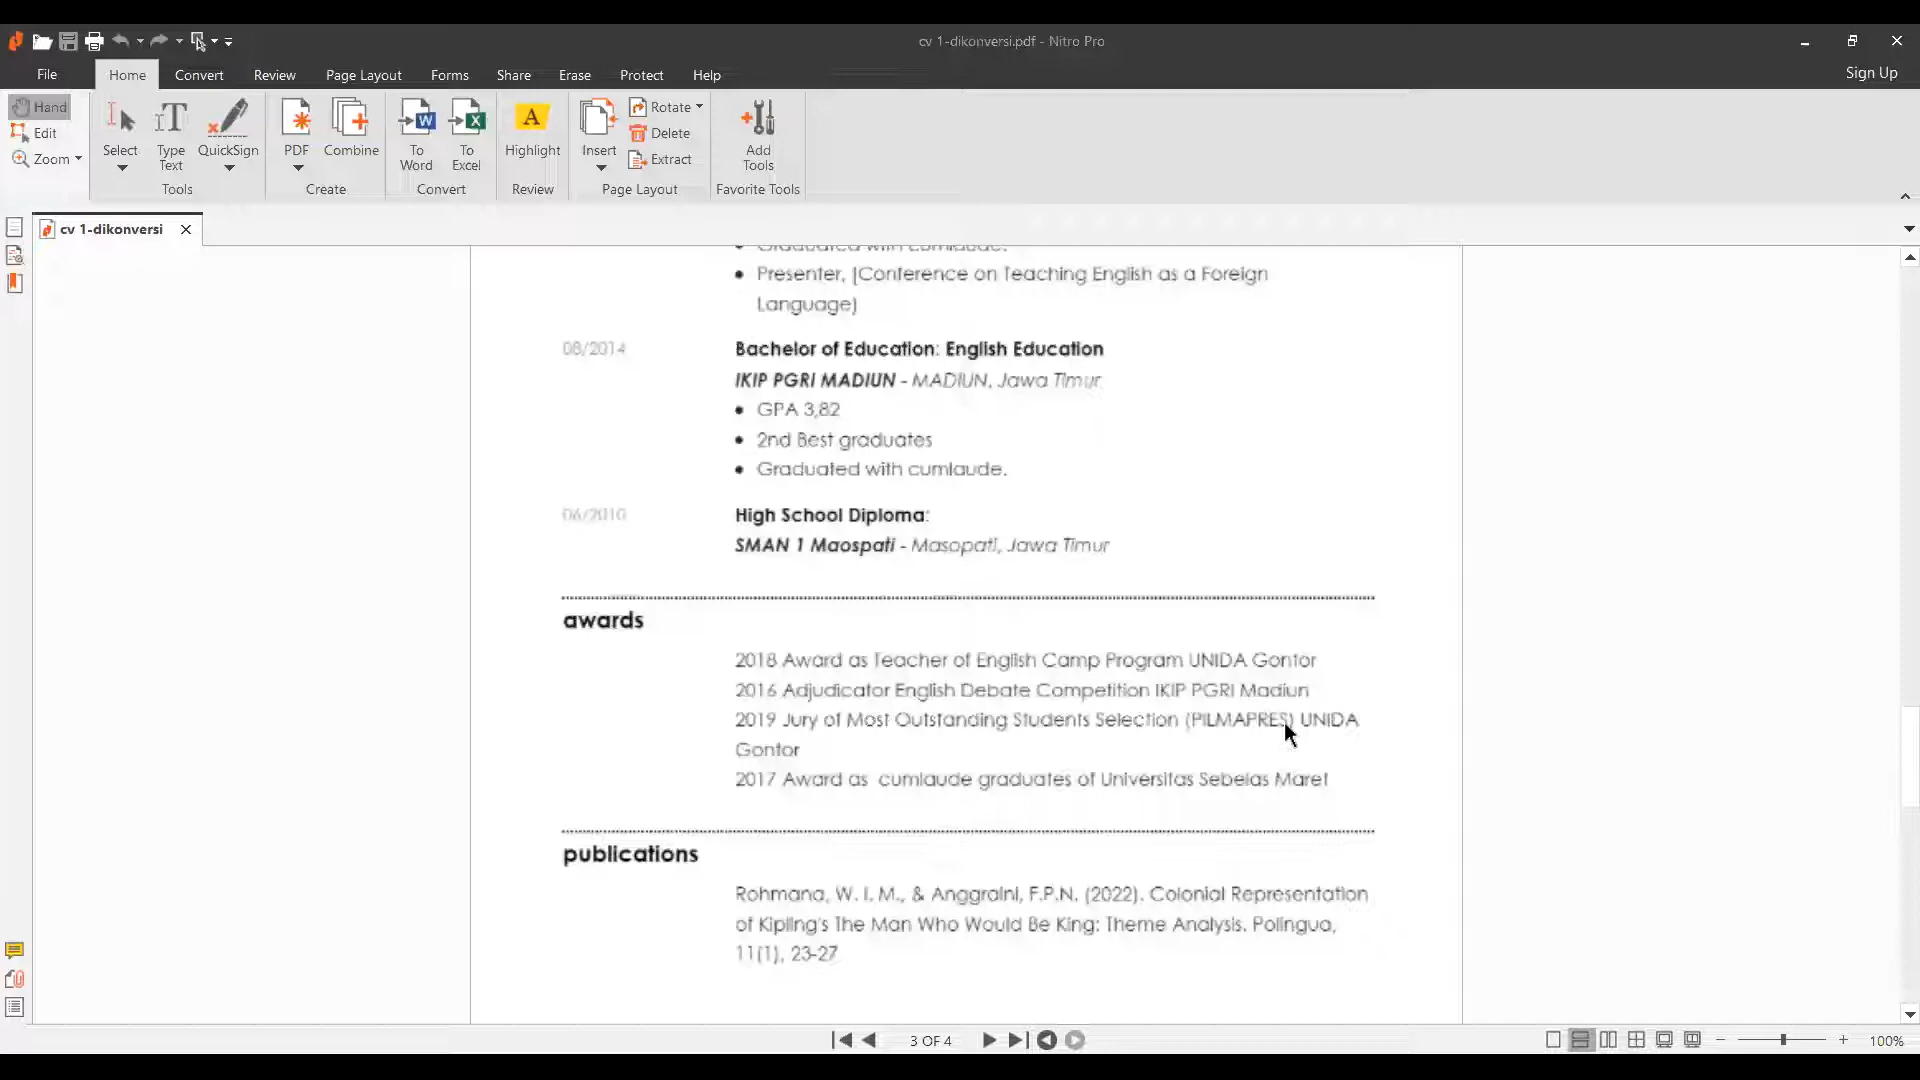 cv 1-dikonversi.pdf - Nitro Pro
File Home Convert Review Page Layout Forms Share Erase Protect Help Sign Up
Hand
Edit
Zoom
Select
Type Text
QuickSign
Tools
PDF
Combine
Create
To Word
To Excel
Convert
Highlight
Review
Insert
Rotate
Delete
Extract
Page Layout
Add Tools
Favorite Tools
cv 1-dikonversi
• Graduated with cumlaude.
• Presenter, [Conference on Teaching English as a Foreign
Language]
08/2014 Bachelor of Education: English Education
IKIP PGRI MADIUN - MADIUN, Jawa Timur
• GPA 3,82
• 2nd Best graduates
• Graduated with cumlaude.
06/2010 High School Diploma:
SMAN 1 Maospati - Masopati, Jawa Timur
awards
2018 Award as Teacher of English Camp Program UNIDA Gontor
2016 Adjudicator English Debate Competition IKIP PGRI Madiun
2019 Jury of Most Outstanding Students Selection (PILMAPRES) UNIDA
Gontor
2017 Award as cumlaude graduates of Universitas Sebelas Maret
publications
Rohmana, W. I. M., & Anggraini, F.P.N. (2022). Colonial Representation
of Kipling's The Man Who Would Be King: Theme Analysis. Polingua,
11(1), 23-27
3 OF 4
100%